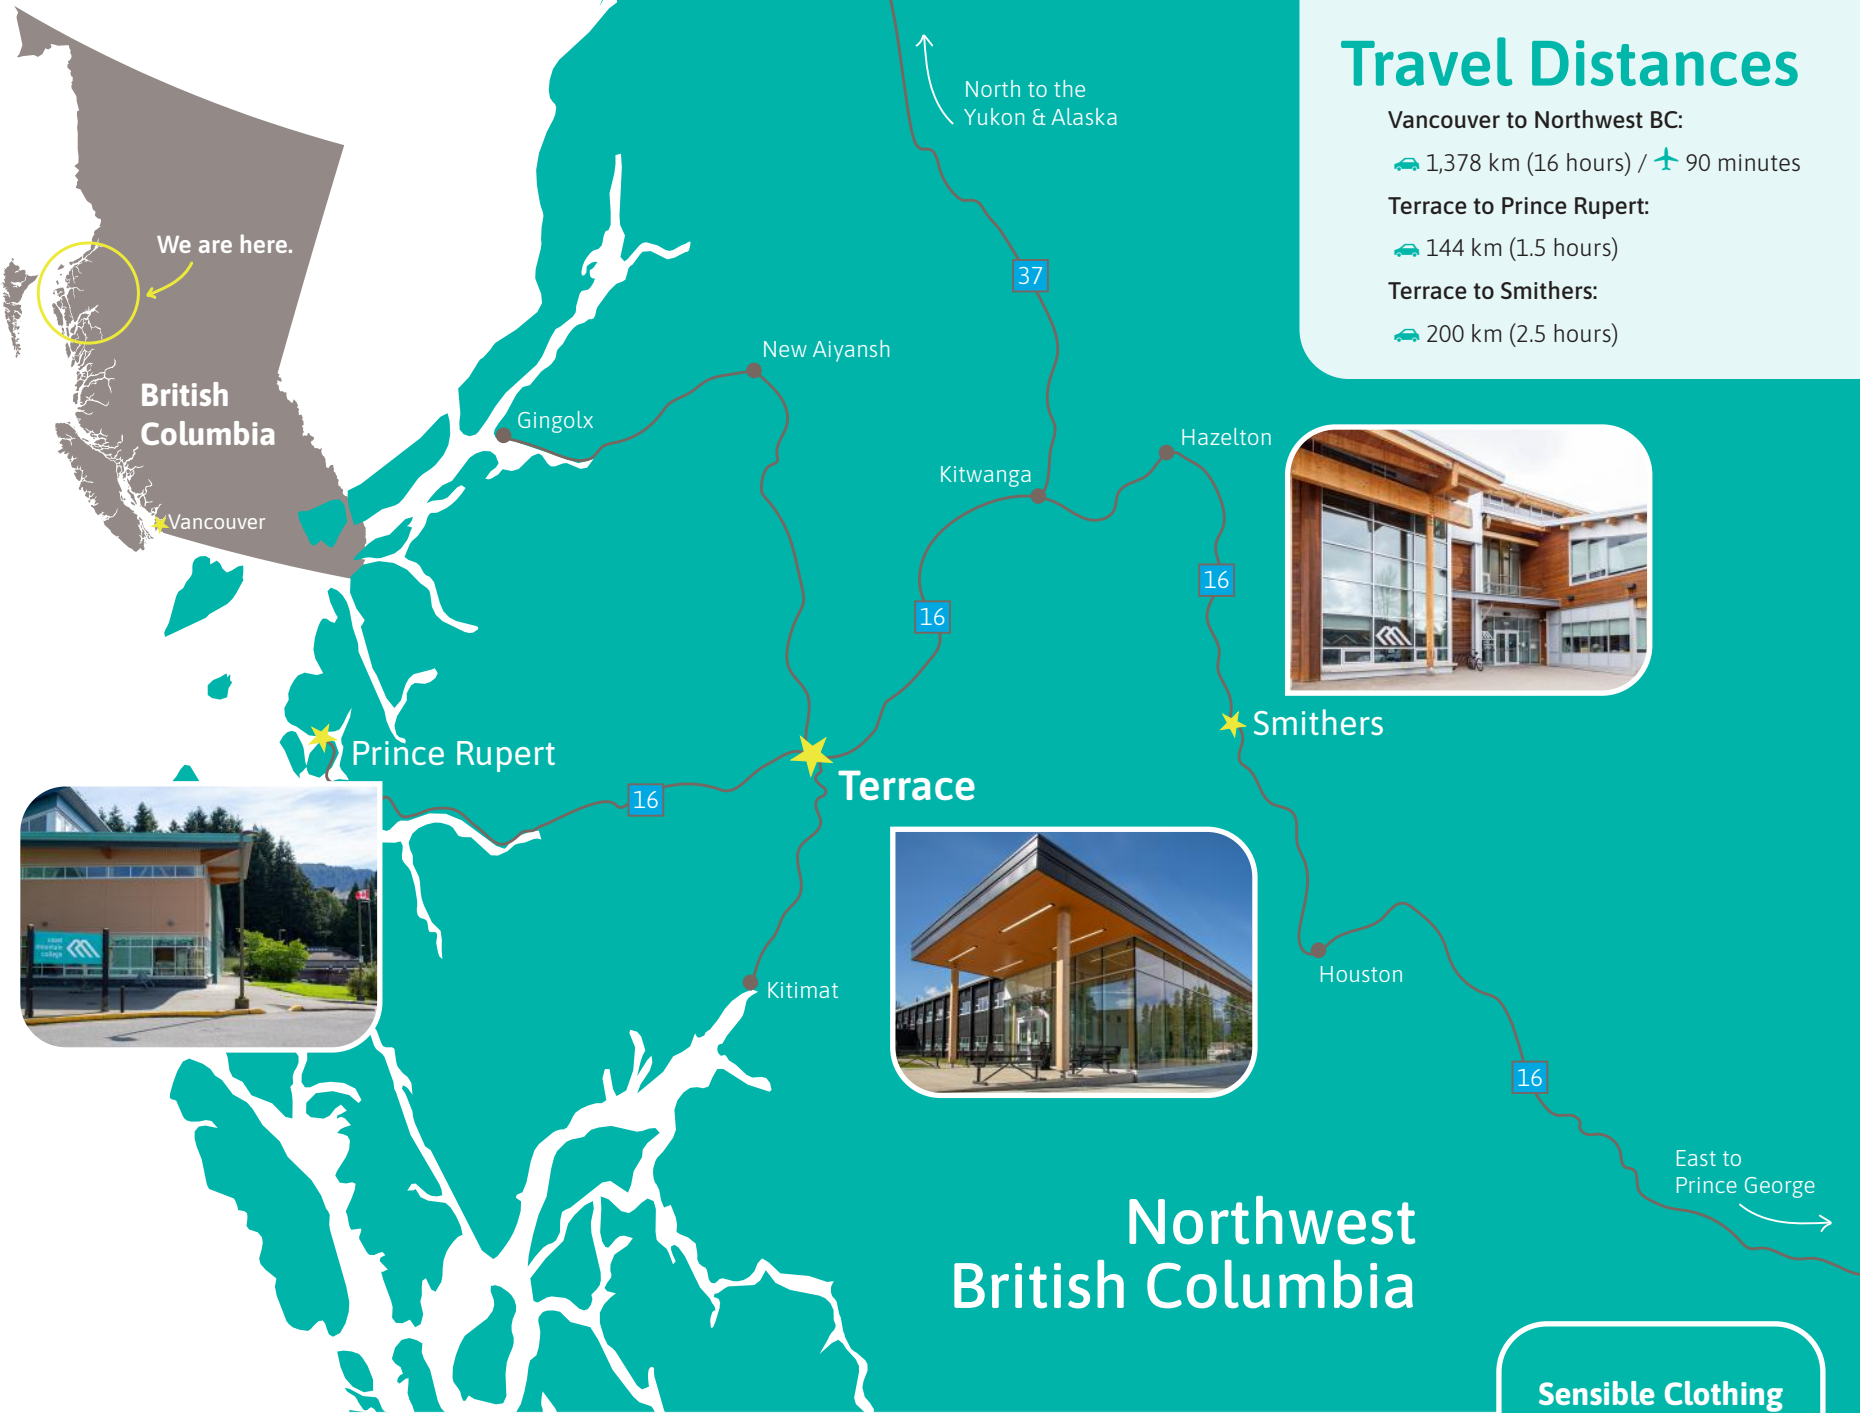 Travel Distances
Vancouver to Northwest BC:
1,378 km (16 hours) / 90 minutes
Terrace to Prince Rupert:
144 km (1.5 hours)
Terrace to Smithers:
200 km (2.5 hours)
North to the
Yukon & Alaska
We are here.
British
Columbia
Vancouver
37
New Aiyansh
Gingolx
Hazelton
Kitwanga
16
16
Smithers
Prince Rupert
16
Terrace
coast
mountain
college
Kitimat
Houston
16
East to
Prince George
Northwest
British Columbia
Sensible Clothing